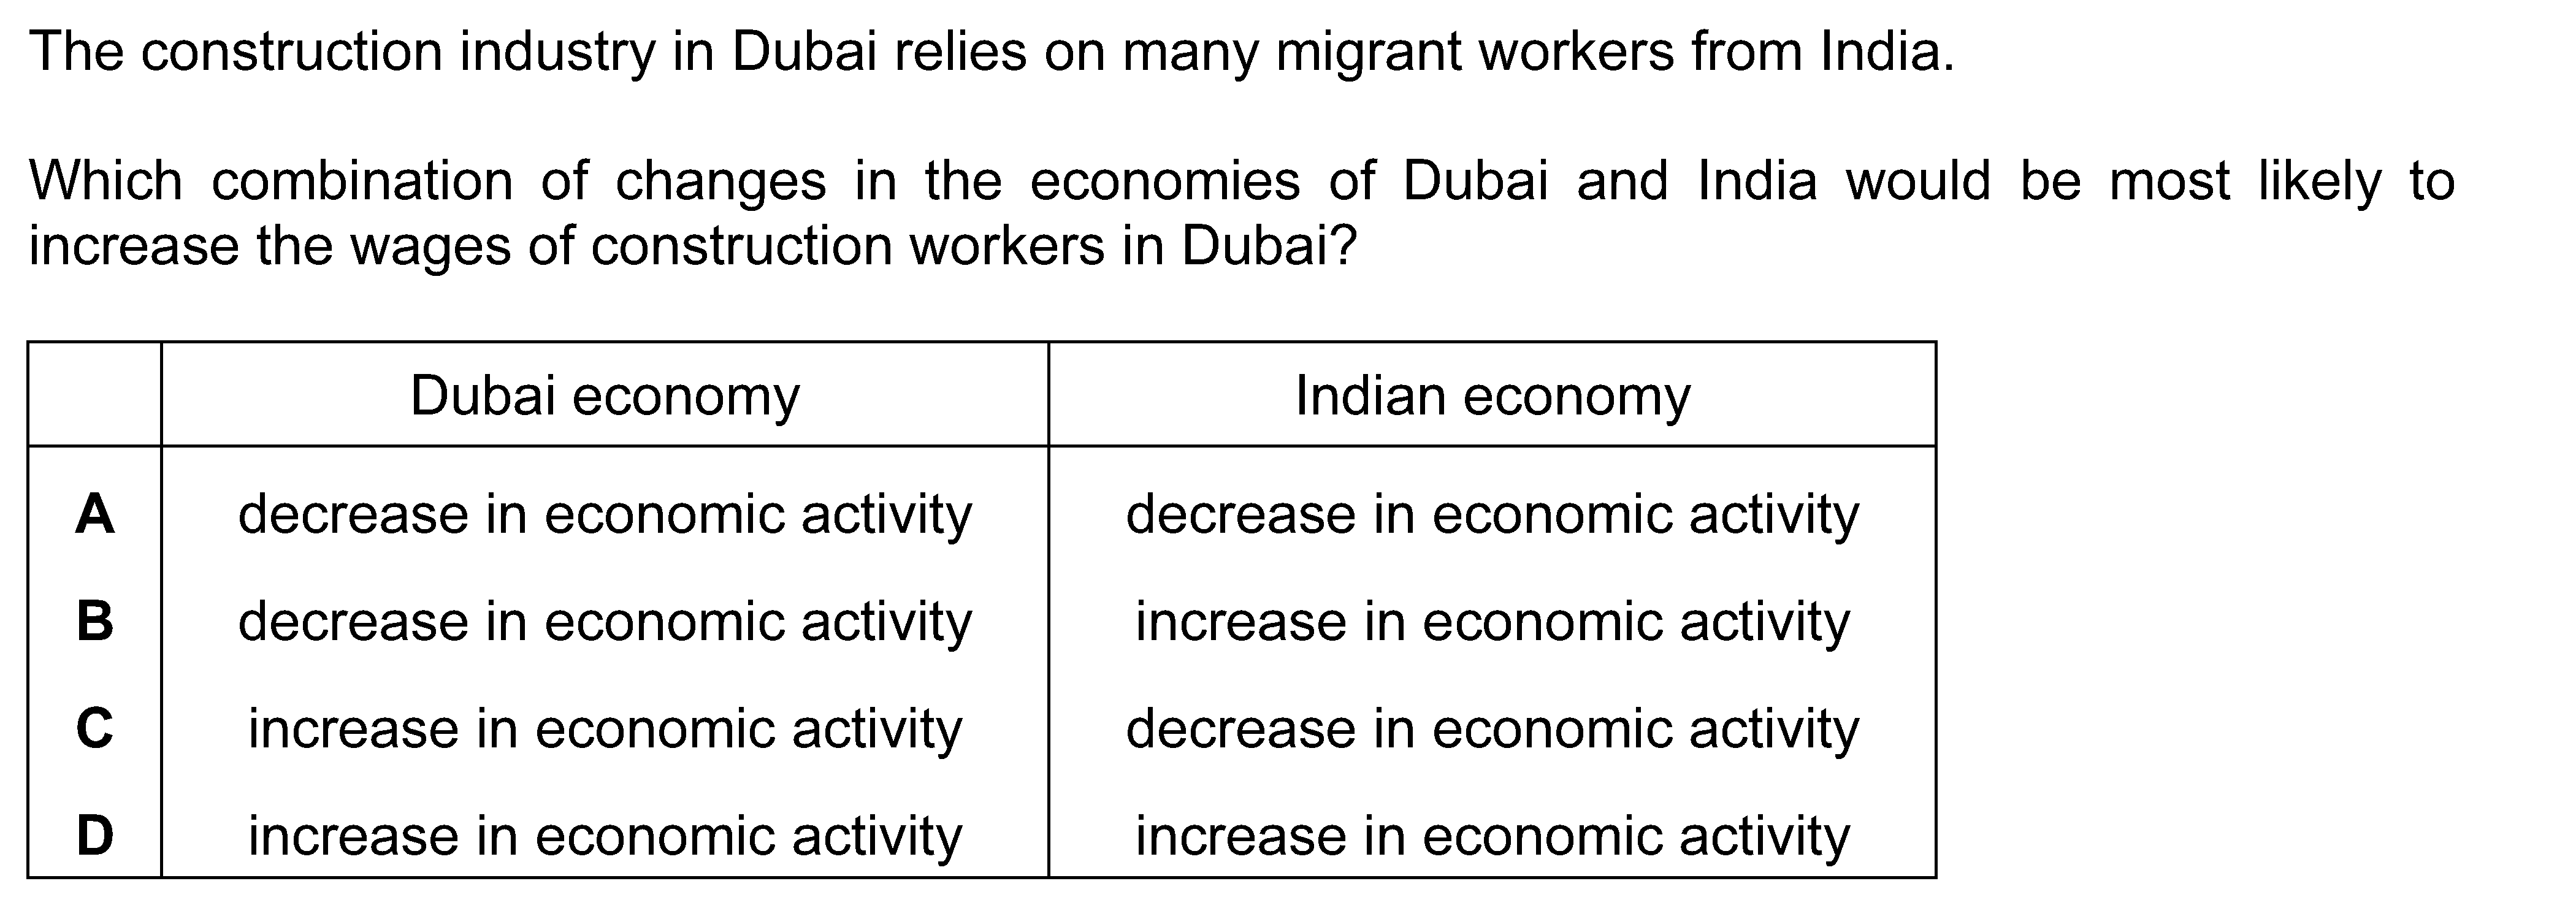 The construction industry in Dubai relies on many migrant workers from India.
Which combination of changes in the economies of Dubai and India would be most likely to
increase the wages of construction workers in Dubai?
Dubai economy Indian economy
A decrease in economic activity decrease in economic activity
B decrease in economic activity increase in economic activity
C increase in economic activity decrease in economic activity
D increase in economic activity increase in economic activity